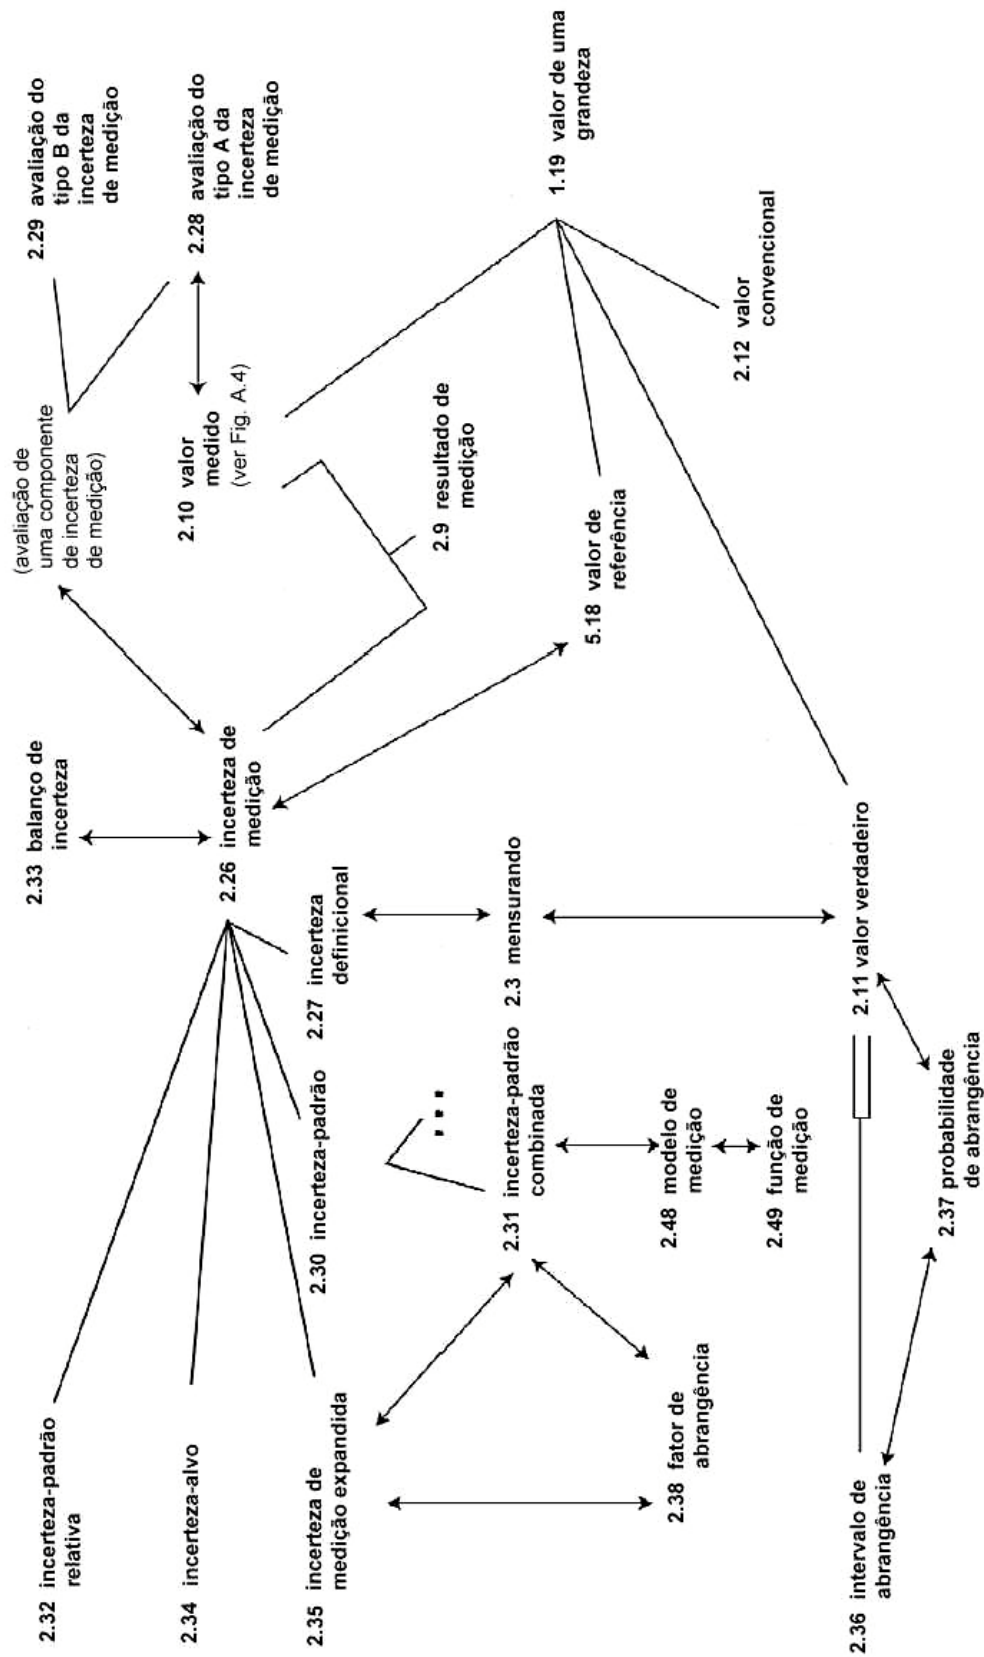 2.29 avaliação do
tipo B da
incerteza
de medição
2.28 avaliação do
tipo A da
incerteza
de medição
(avaliação de
uma componente
de incerteza
de medição)
2.10 valor
medido
(ver Fig. A.4)
1.19 valor de uma
grandeza
2.12 valor
convencional
2.9 resultado de
medição
5.18 valor de
referência
2.33 balanço de
incerteza
2.26 incerteza de
medição
2.27 incerteza
definicional
2.3 mensurando
2.11 valor verdadeiro
2.30 incerteza-padrão
2.31 incerteza-padrão
combinada
...
2.48 modelo de
medição
2.49 função de
medição
2.37 probabilidade
de abrangência
2.32 incerteza-padrão
relativa
2.34 incerteza-alvo
2.35 incerteza de
medição expandida
2.38 fator de
abrangência
2.36 intervalo de
abrangência